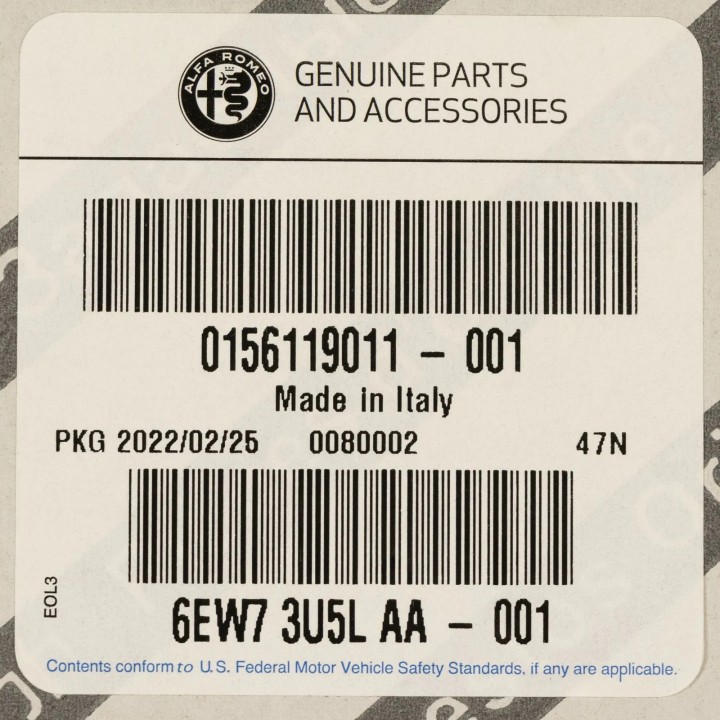 ALFA ROMEO
GENUINE PARTS
AND ACCESSORIES
0156119011 - 001
Made in Italy
PKG 2022/02/25 0080002 47N
6EW7 3U5L AA - 001
EOL3
Contents conform to U.S. Federal Motor Vehicle Safety Standards, if any are applicable.